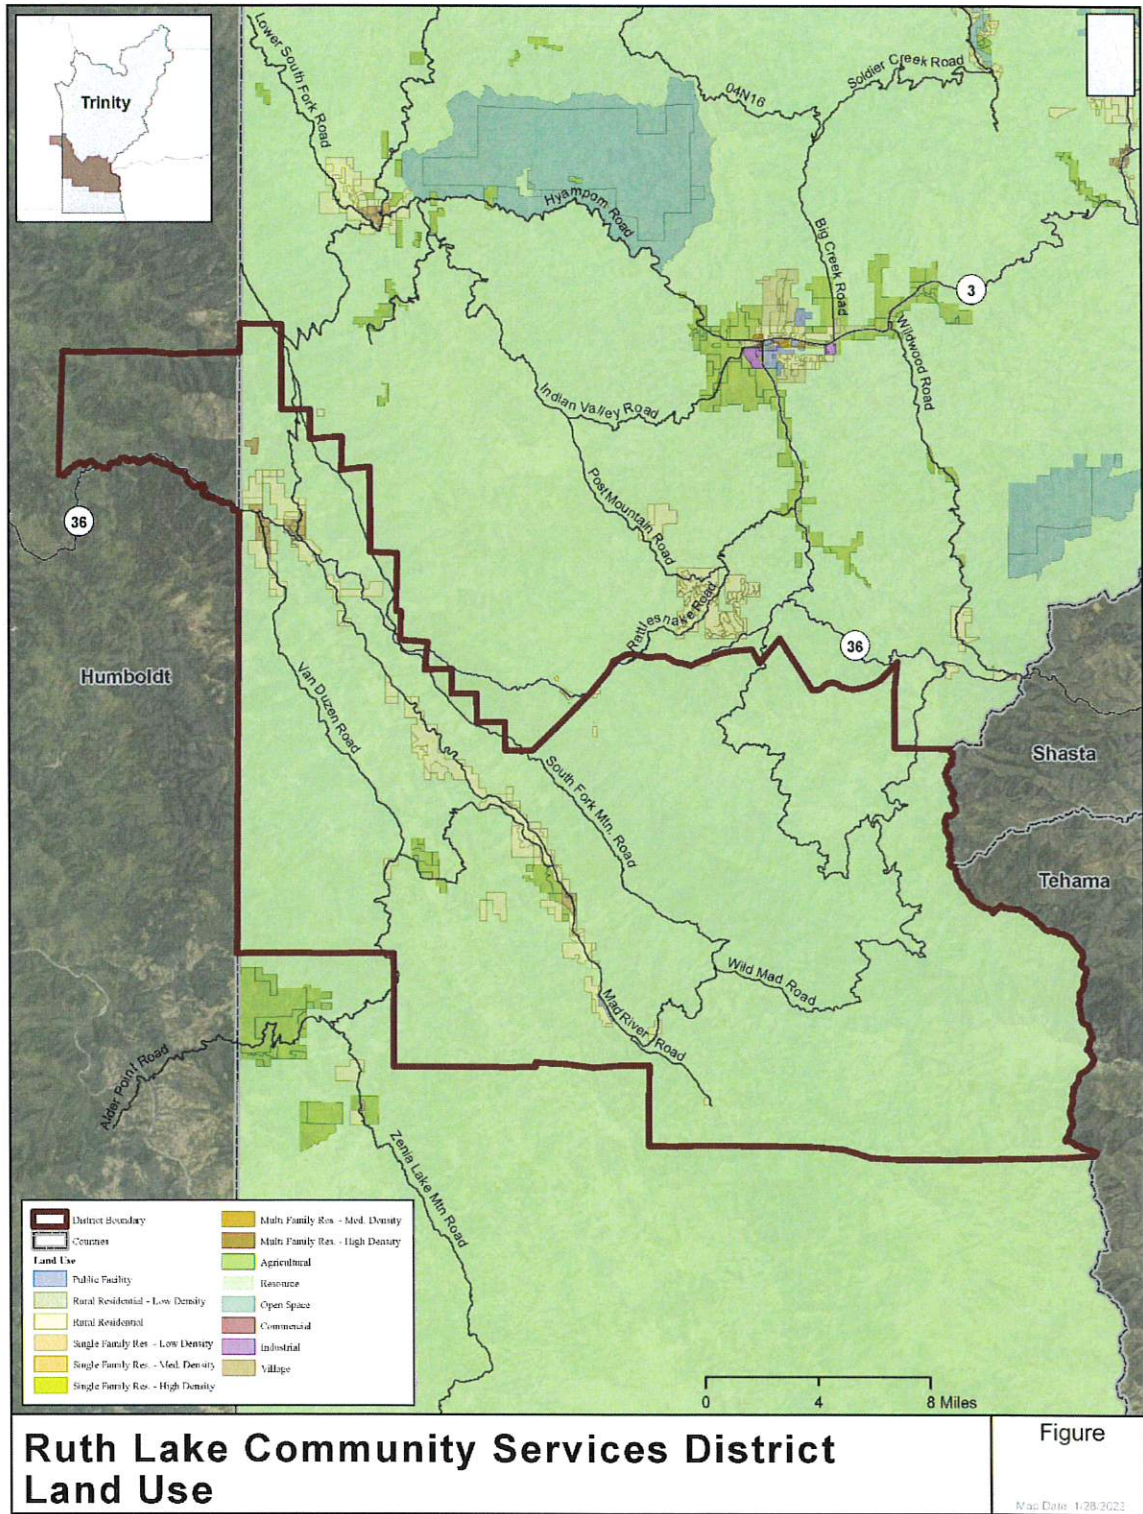 Trinity
Lower South Fork Road
04N16
Soldier Creek Road
Hyampom Road
Big Creek Road
3
Wildwood Road
Indian Valley Road
Post Mountain Road
Rattlesnake Road
36
36
Humboldt
Van Duzen Road
Shasta
South Fork Mtn. Road
Tehama
Wild Mad Road
Mad River Road
Alder Point Road
Zenia Lake Mtn Road
District Boundary
Counties
Land Use
Public Facility
Rural Residential - Low Density
Rural Residential
Single Family Res. - Low Density
Single Family Res. - Med. Density
Single Family Res. - High Density
Multi Family Res. - Med. Density
Multi Family Res. - High Density
Agricultural
Resource
Open Space
Commercial
Industrial
Village
0 4 8 Miles
Ruth Lake Community Services District
Land Use
Figure
Map Date: 1/28/2022